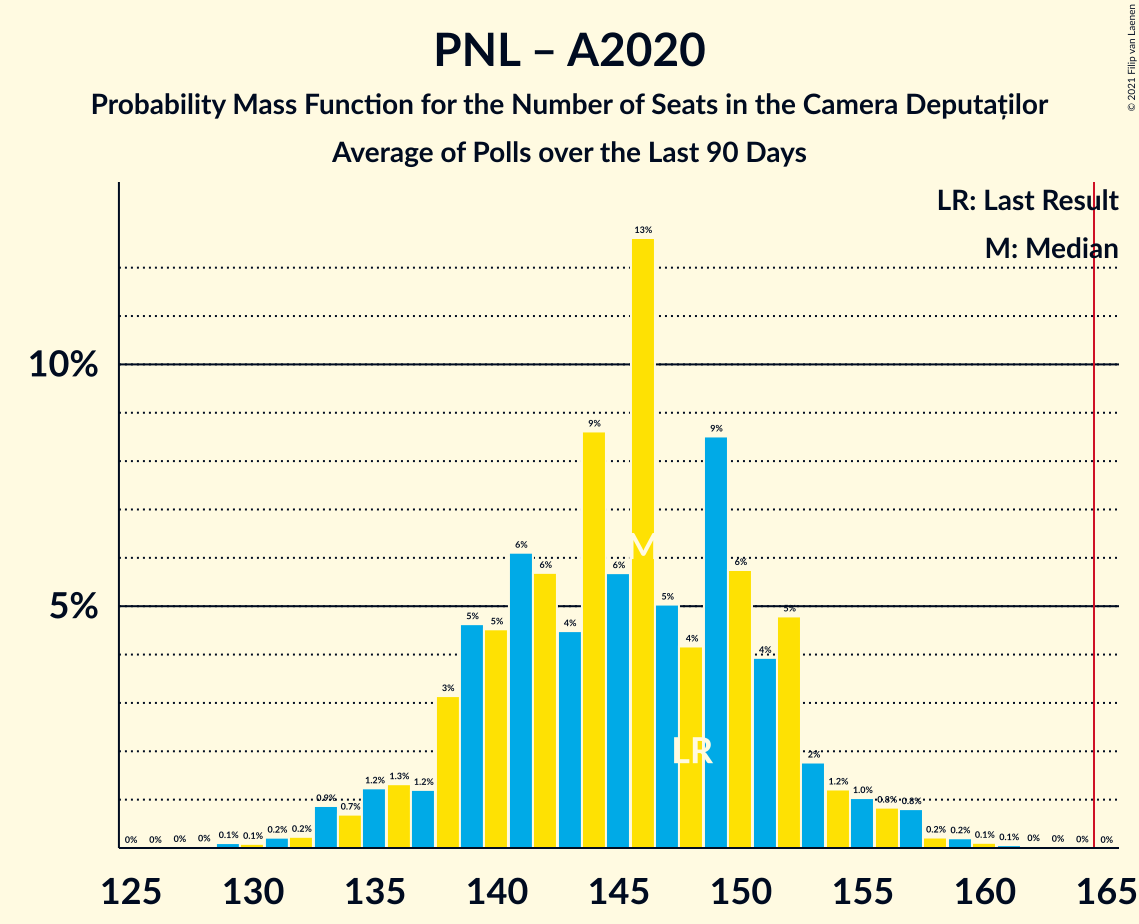 PNL – A2020
Probability Mass Function for the Number of Seats in the Camera Deputaților
Average of Polls over the Last 90 Days
© 2021 Filip van Laenen
LR: Last Result
M: Median
10%
5%
0% 0% 0% 0% 0.1% 0.1% 0.2% 0.2% 0.9% 0.7% 1.2% 1.3% 1.2% 3% 5% 5% 6% 6% 4% 9% 6% 13% 5% 4% 9% 6% 4% 5% 2% 1.2% 1.0% 0.8% 0.8% 0.2% 0.2% 0.1% 0.1% 0% 0% 0% 0%
M
LR
125 130 135 140 145 150 155 160 165